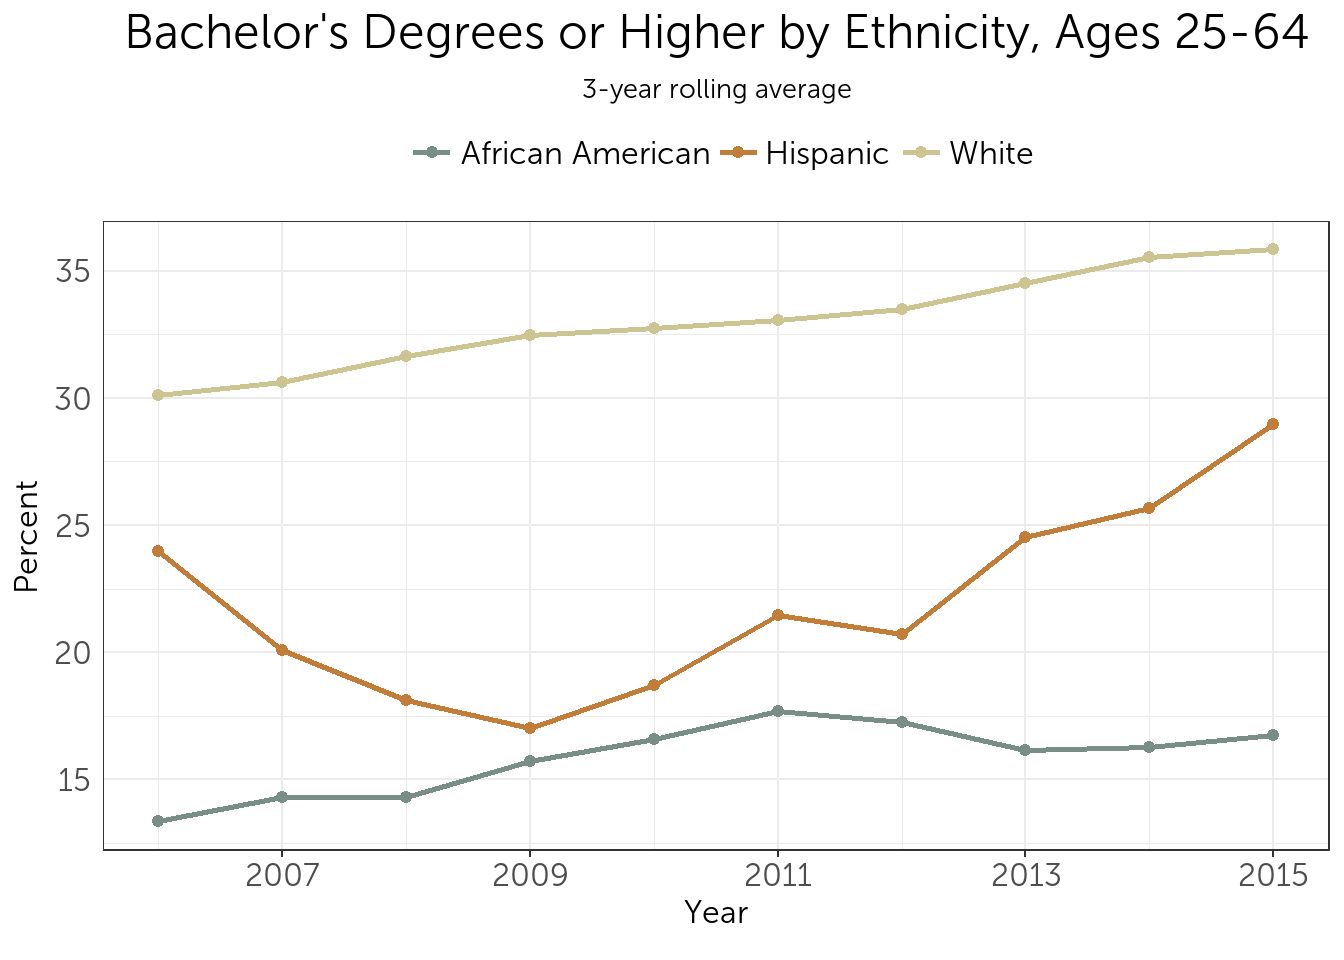 Bachelor's Degrees or Higher by Ethnicity, Ages 25-64
3-year rolling average
African American Hispanic White
35
30
25
20
15
Percent
2007 2009 2011 2013 2015
Year